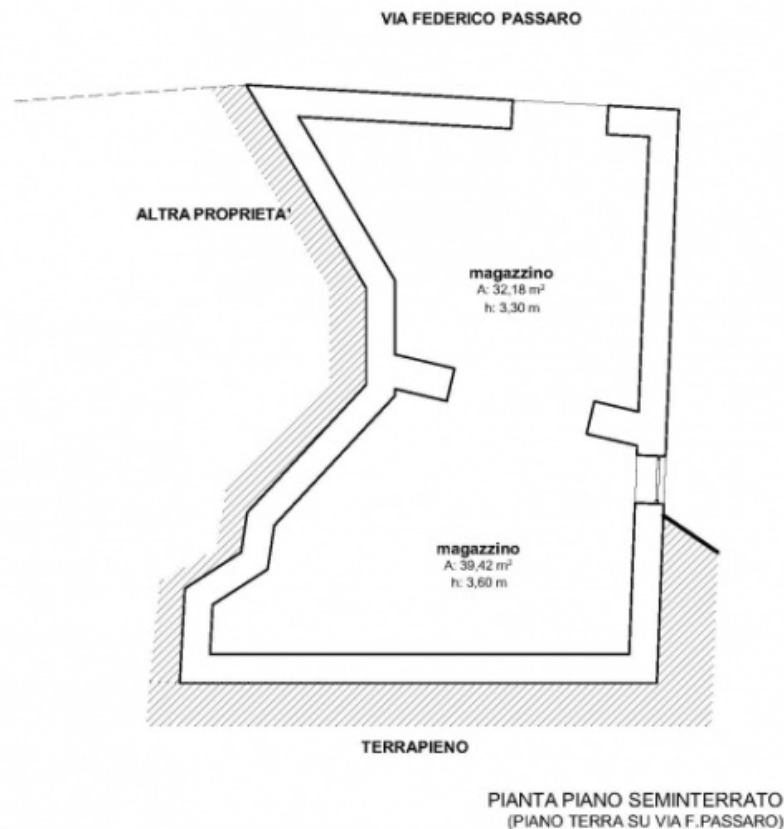 VIA FEDERICO PASSARO
ALTRA PROPRIETA'
magazzino
A: 32,18 m²
h: 3,30 m
magazzino
A: 39,42 m²
h: 3,60 m
TERRAPIENO
PIANTA PIANO SEMINTERRATO
(PIANO TERRA SU VIA F.PASSARO)